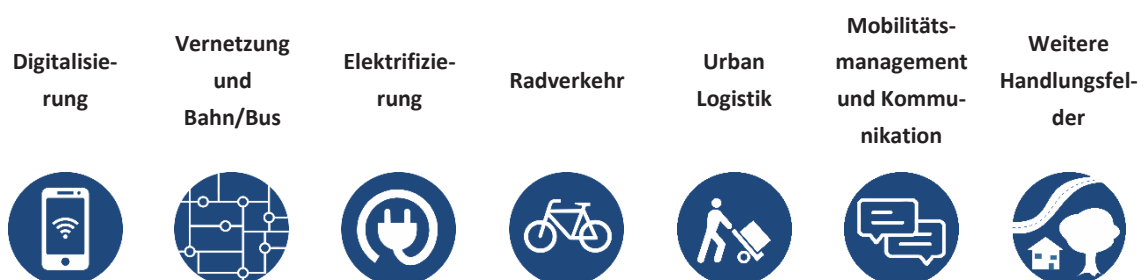 Digitalisie-
rung
Vernetzung
und
Bahn/Bus
Elektrifizie-
rung
Radverkehr
Urban
Logistik
Mobilitäts-
management
und Kommu-
nikation
Weitere
Handlungsfel-
der